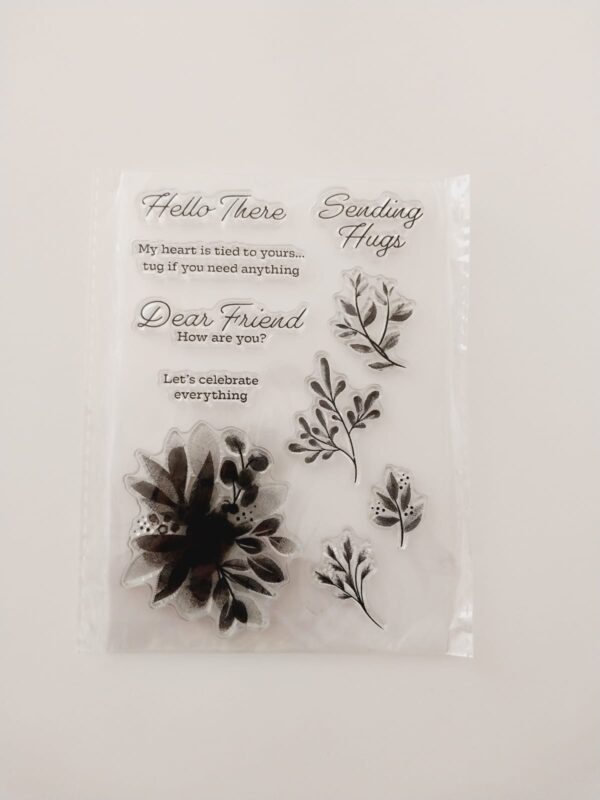 Hello There
Sending
Hugs
My heart is tied to yours...
tug if you need anything
Dear Friend
How are you?
Let's celebrate
everything